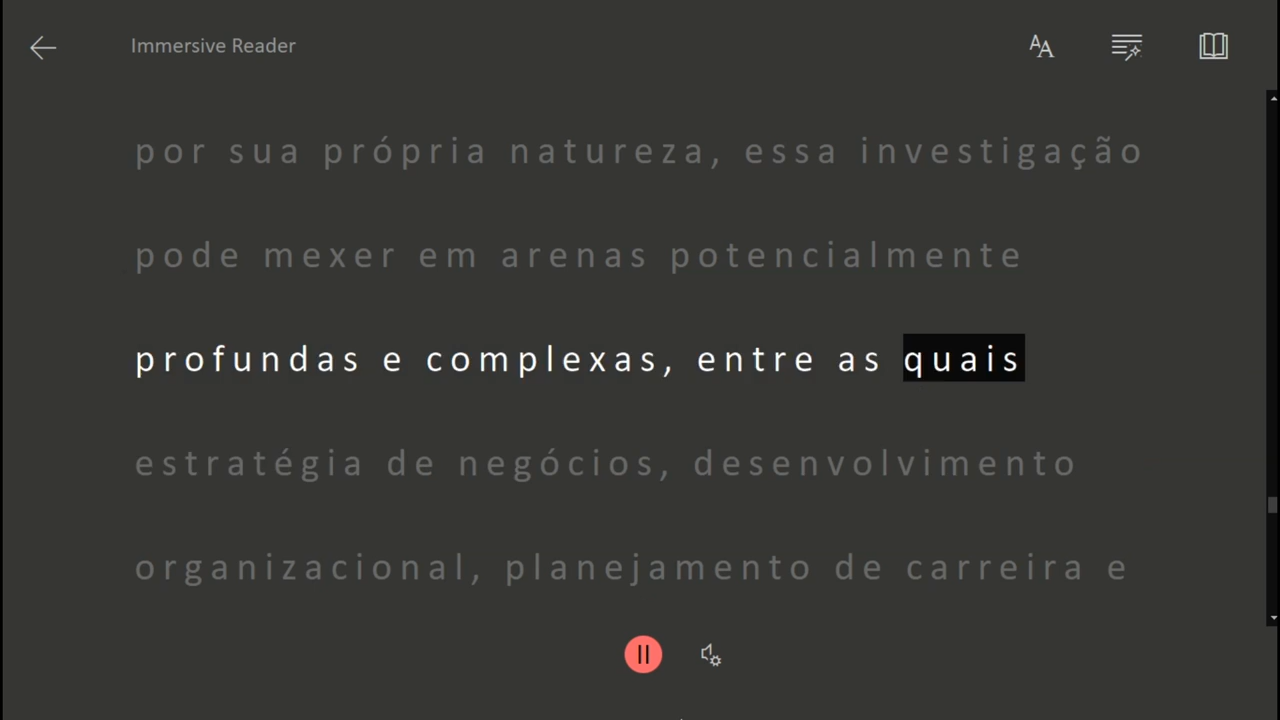 Immersive Reader
por sua própria natureza, essa investigação
pode mexer em arenas potencialmente
profundas e complexas, entre as quais
estratégia de negócios, desenvolvimento
organizacional, planejamento de carreira e